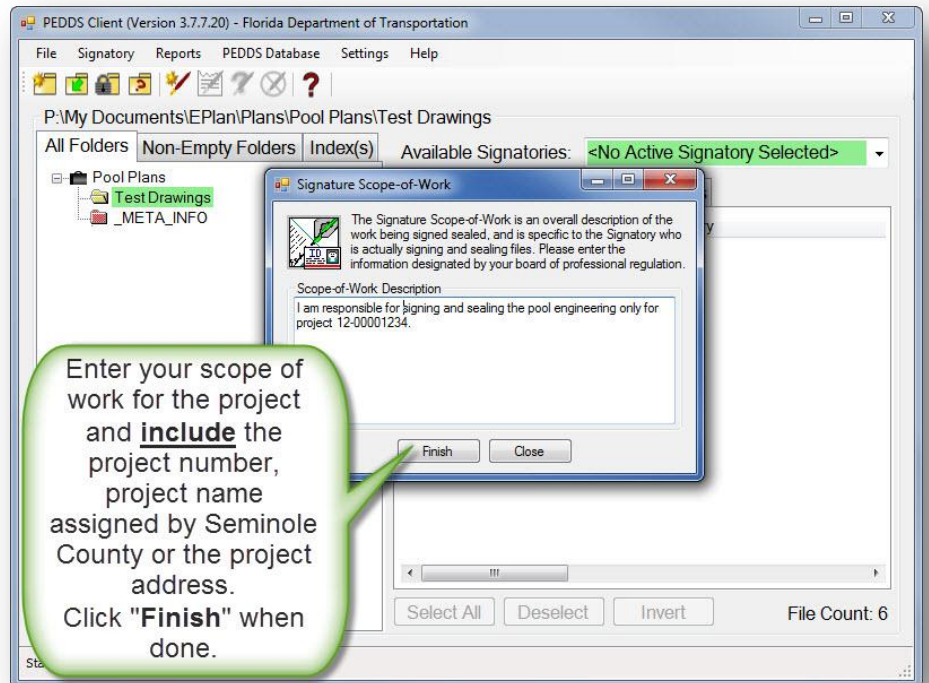 PEDDS Client (Version 3.7.7.20) - Florida Department of Transportation
File Signatory Reports PEDDS Database Settings Help
P:\My Documents\EPlan\Plans\Pool Plans\Test Drawings
All Folders Non-Empty Folders Index(s)
Available Signatories: <No Active Signatory Selected>
Pool Plans
Test Drawings
_META_INFO
Signature Scope-of-Work
The Signature Scope-of-Work is an overall description of the
work being signed sealed, and is specific to the Signatory who
is actually signing and sealing files. Please enter the
information designated by your board of professional regulation.
ID
Scope-of-Work Description
I am responsible for signing and sealing the pool engineering only for
project 12-00001234.
Finish Close
Enter your scope of
work for the project
and include the
project number,
project name
assigned by Seminole
County or the project
address.
Click "Finish" when
done.
Select All Deselect Invert File Count: 6